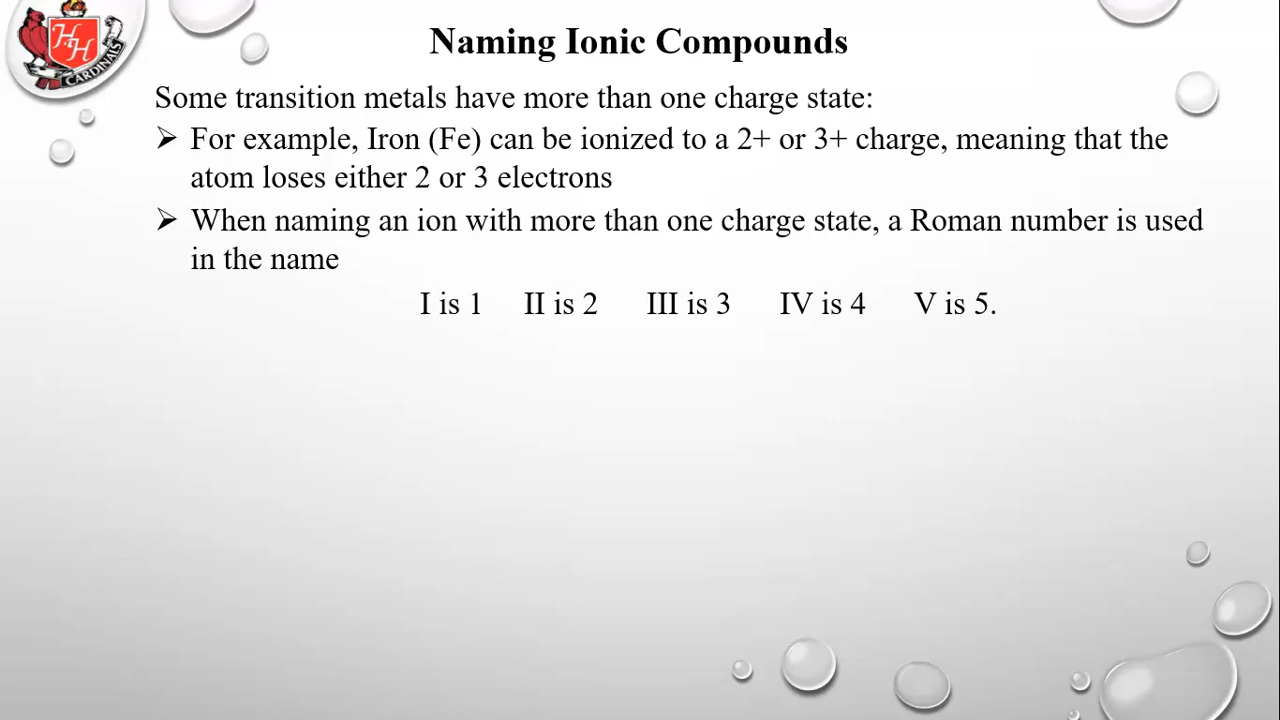 HH
CARDINALS
Naming Ionic Compounds
Some transition metals have more than one charge state:
➢ For example, Iron (Fe) can be ionized to a 2+ or 3+ charge, meaning that the
atom loses either 2 or 3 electrons
➢ When naming an ion with more than one charge state, a Roman number is used
in the name
I is 1 II is 2 III is 3 IV is 4 V is 5.